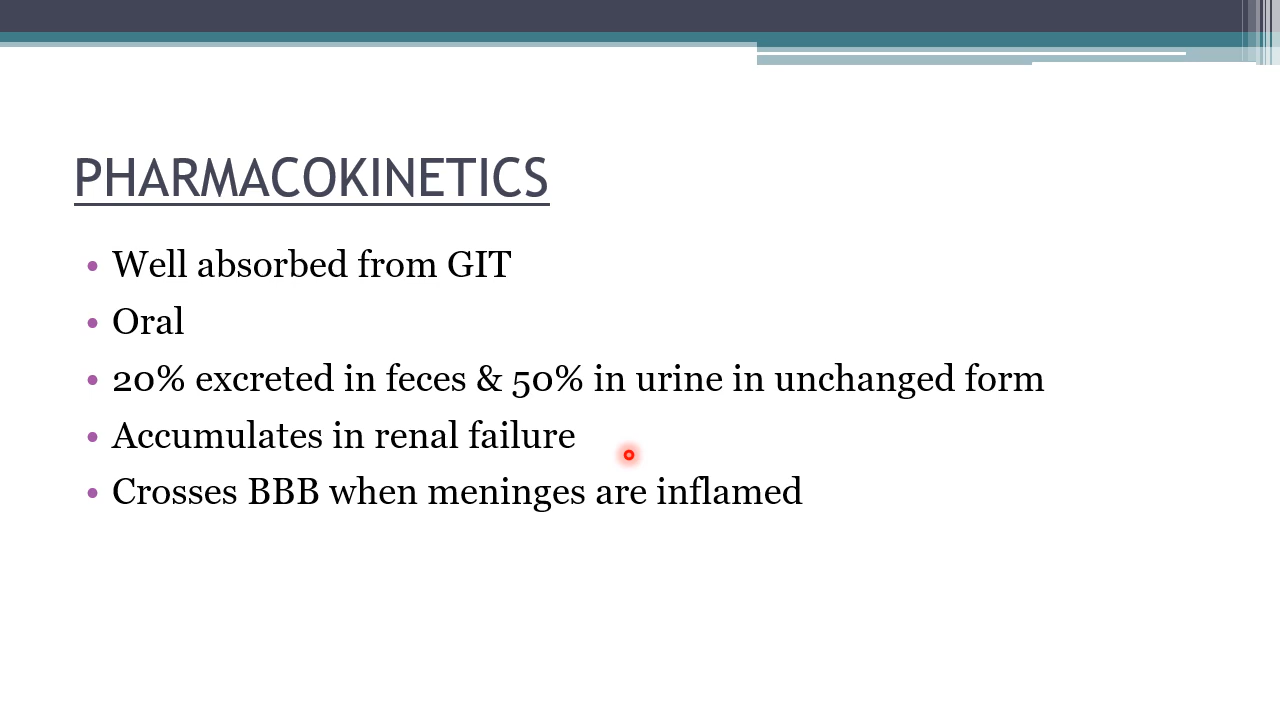 PHARMACOKINETICS
• Well absorbed from GIT
• Oral
• 20% excreted in feces & 50% in urine in unchanged form
• Accumulates in renal failure
• Crosses BBB when meninges are inflamed